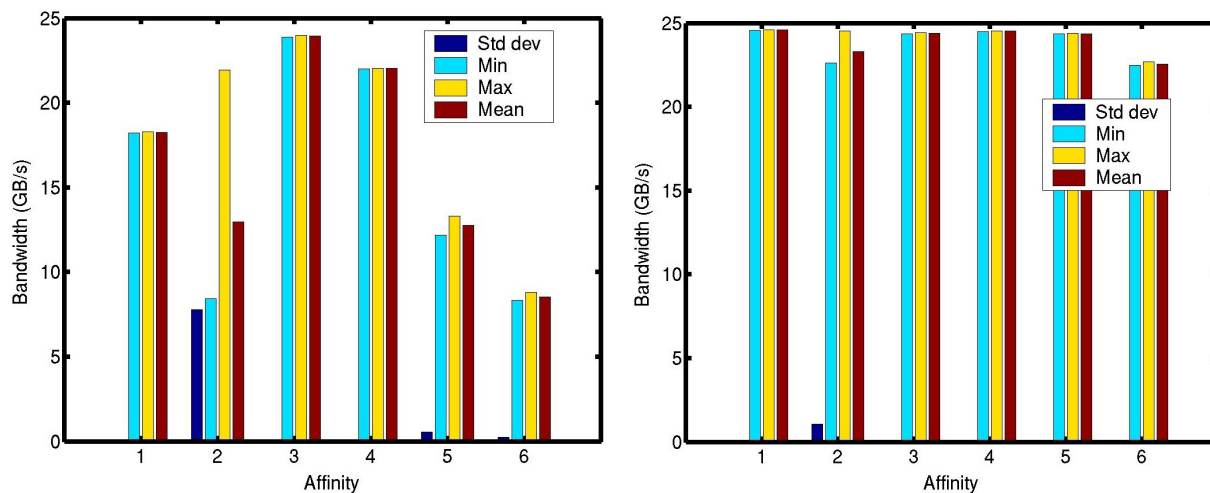 25
20
15
10
5
0
Bandwidth (GB/s)
Std dev
Min
Max
Mean
1 2 3 4 5 6
Affinity
25
20
15
10
5
0
Bandwidth (GB/s)
Std dev
Min
Max
Mean
1 2 3 4 5 6
Affinity